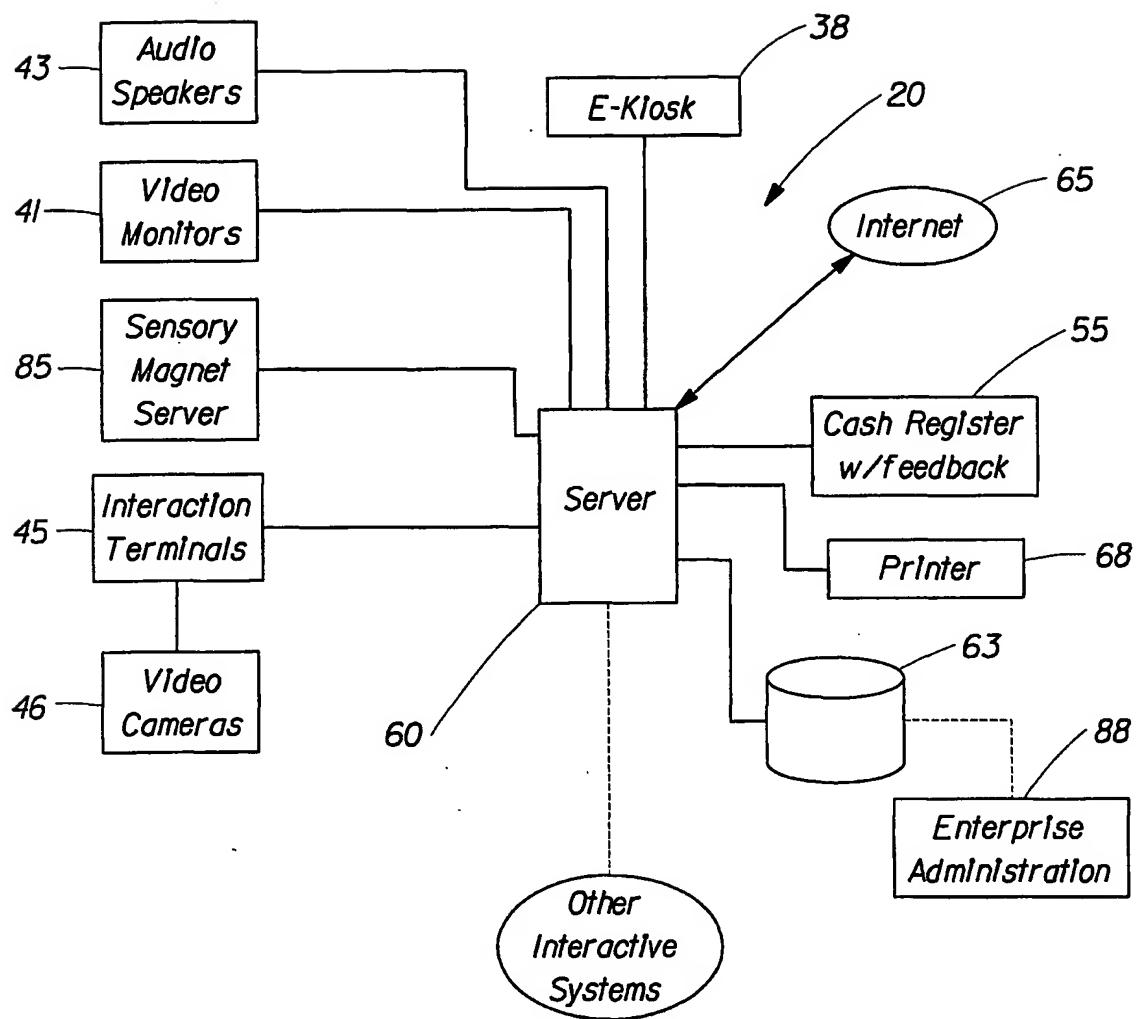 38
43
Audio
Speakers
E-Kiosk
20
65
41
Video
Monitors
Internet
55
85
Sensory
Magnet
Server
Cash Register
w/feedback
Server
45
Interaction
Terminals
Printer
68
63
46
Video
Cameras
60
88
Enterprise
Administration
Other
Interactive
Systems